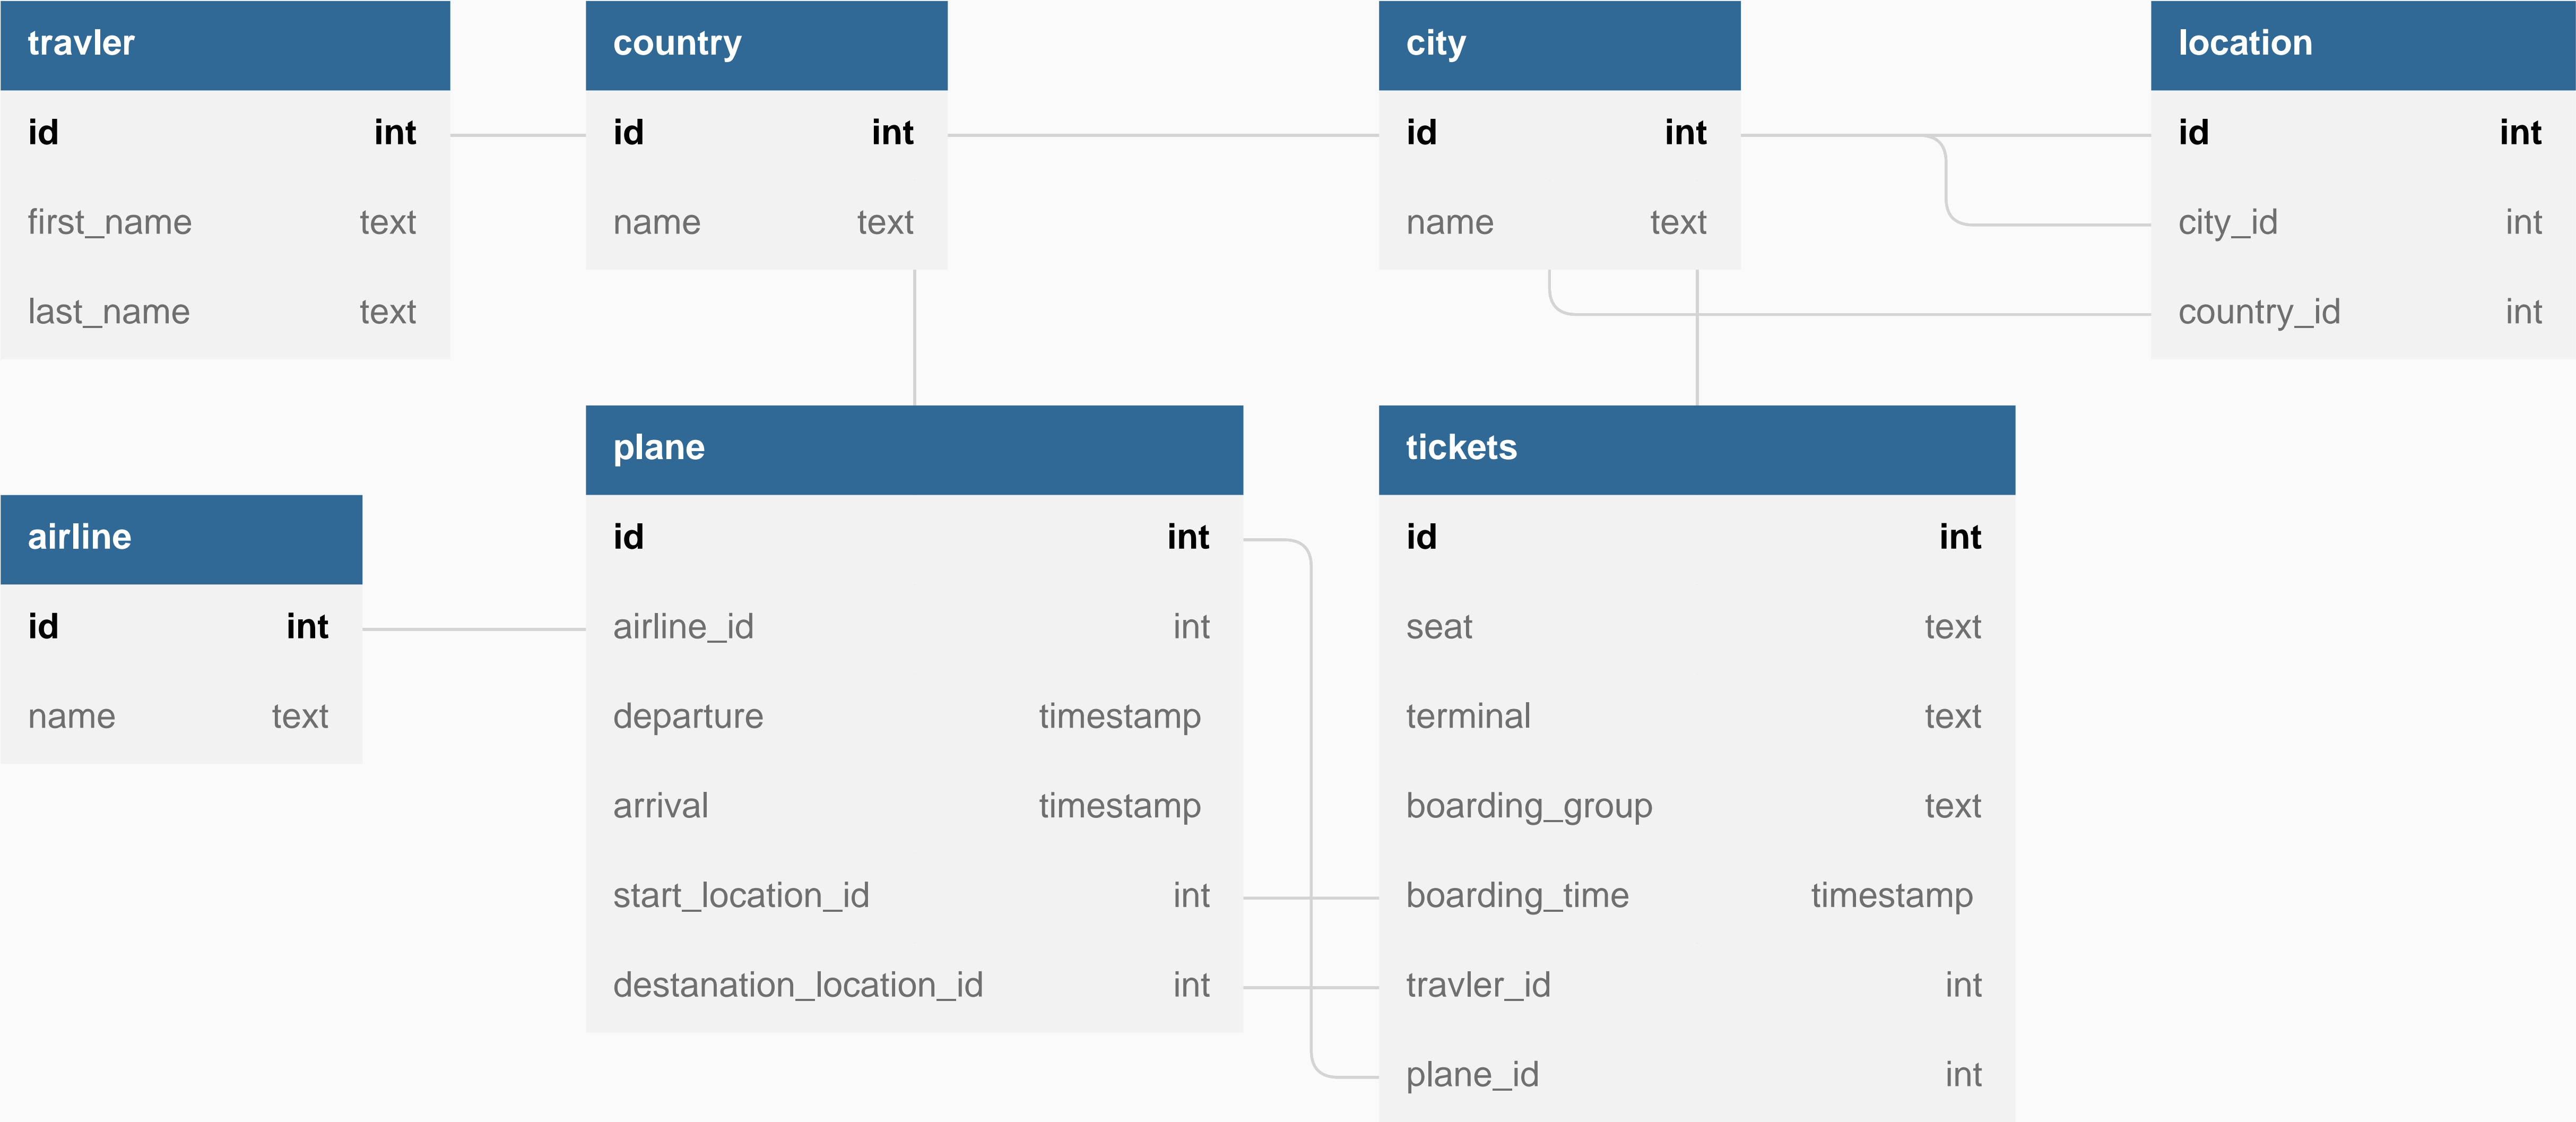 travler
id int
first_name text
last_name text
country
id int
name text
city
id int
name text
location
id int
city_id int
country_id int
airline
id int
name text
plane
id int
airline_id int
departure timestamp
arrival timestamp
start_location_id int
destanation_location_id int
tickets
id int
seat text
terminal text
boarding_group text
boarding_time timestamp
travler_id int
plane_id int